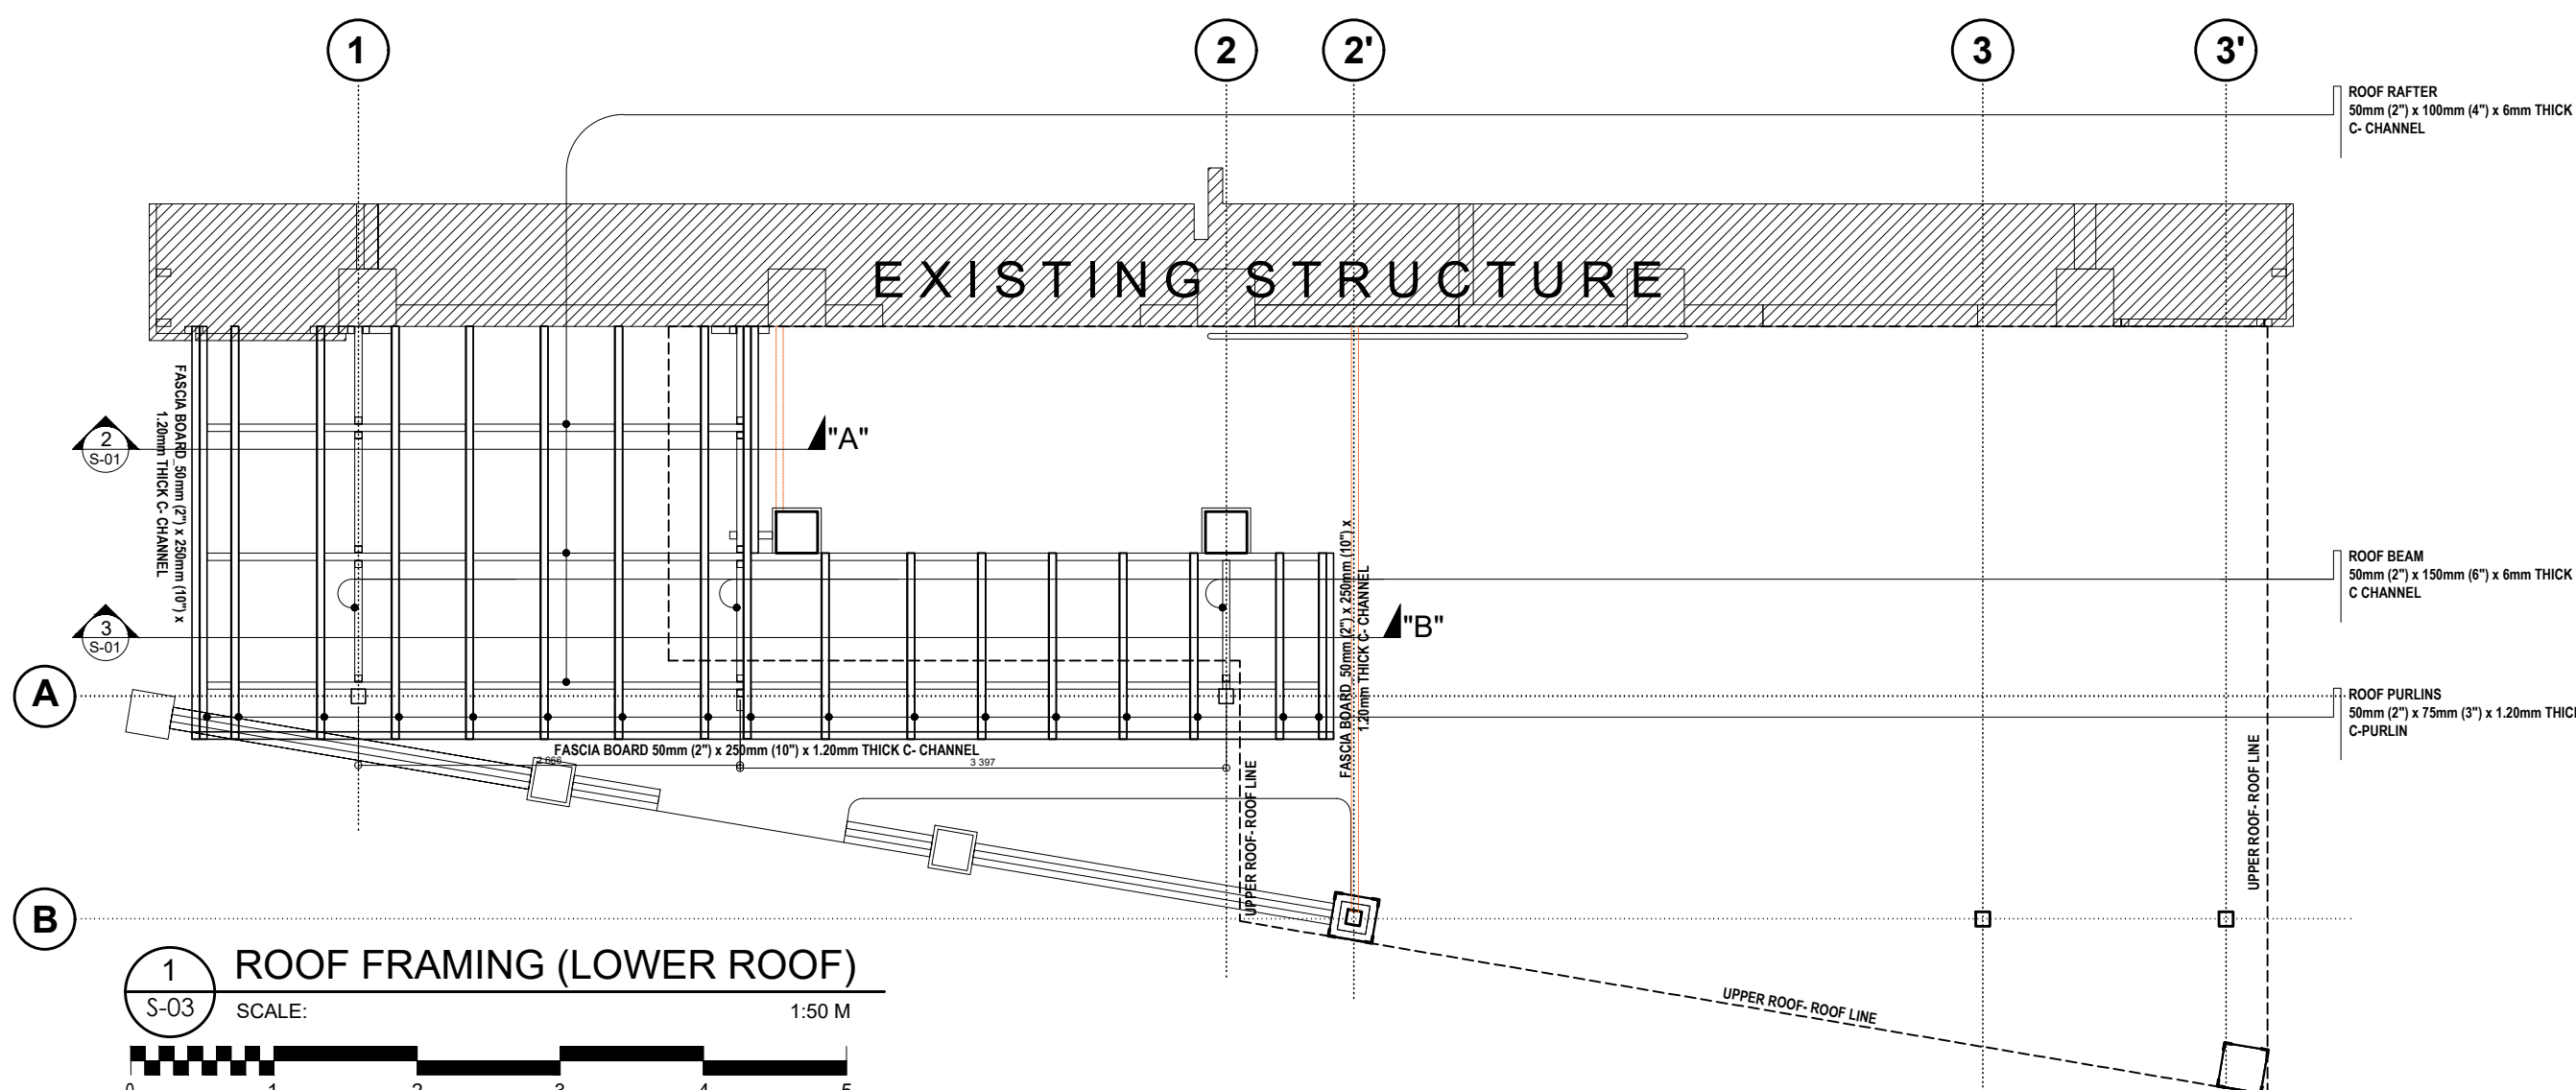 1
2
2'
3
3'
ROOF RAFTER
50mm (2") x 100mm (4") x 6mm THICK
C- CHANNEL
EXISTING STRUCTURE
FASCIA BOARD_50mm (2") x 250mm (10") x
1.20mm THICK C- CHANNEL
2
S-01
"A"
FASCIA BOARD_50mm (2") x 250mm (10") x
1.20mm THICK C- CHANNEL
ROOF BEAM
50mm (2") x 150mm (6") x 6mm THICK
C CHANNEL
3
S-01
"B"
A
ROOF PURLINS
50mm (2") x 75mm (3") x 1.20mm THICK
C-PURLIN
FASCIA BOARD 50mm (2") x 250mm (10") x 1.20mm THICK C- CHANNEL
2 666
3 397
UPPER ROOF- ROOF LINE
UPPER ROOF- ROOF LINE
B
1
S-03
ROOF FRAMING (LOWER ROOF)
SCALE:
1:50 M
UPPER ROOF- ROOF LINE
0 1 2 3 4 5